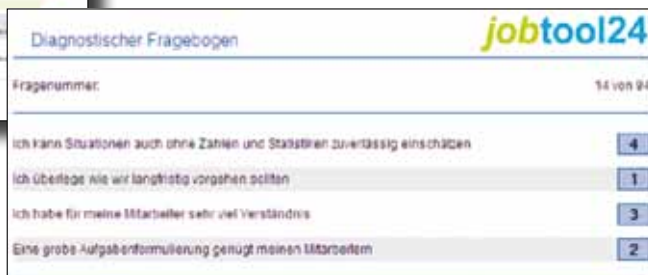 Diagnostischer Fragebogen
jobtool24
Fragenummer: 14 von 94
Ich kann Situationen auch ohne Zahlen und Statistiken zuverlässig einschätzen 4
Ich überlege wie wir langfristig vorgehen sollten 1
Ich habe für meine Mitarbeiter sehr viel Verständnis 3
Eine grobe Aufgabenformulierung genügt meinen Mitarbeitern 2